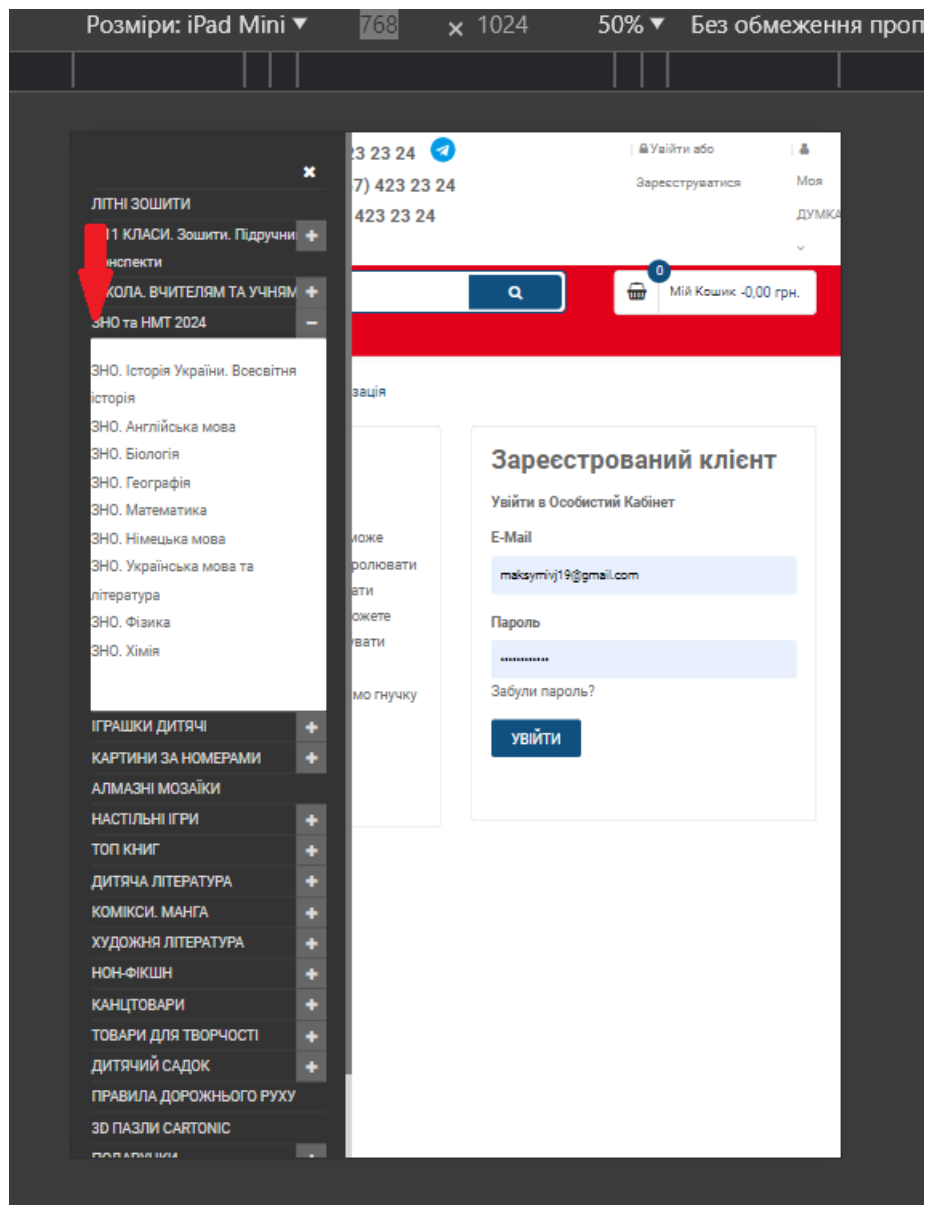 Розміри: iPad Mini ▼ 768 × 1024 50% ▼ Без обмеження проп
23 23 24
7) 423 23 24
423 23 24
Увійти або
Зареєструватися
Моя
ДУМКА
ЛІТНІ ЗОШИТИ
11 КЛАСИ. Зошити. Підручни
нспекти
КОЛА. ВЧИТЕЛЯМ ТА УЧНЯМ
ЗНО та НМТ 2024
ЗНО. Історія України. Всесвітня
історія
ЗНО. Англійська мова
ЗНО. Біологія
ЗНО. Географія
ЗНО. Математика
ЗНО. Німецька мова
ЗНО. Українська мова та
література
ЗНО. Фізика
ЗНО. Хімія
ІГРАШКИ ДИТЯЧІ
КАРТИНИ ЗА НОМЕРАМИ
АЛМАЗНІ МОЗАЇКИ
НАСТІЛЬНІ ІГРИ
ТОП КНИГ
ДИТЯЧА ЛІТЕРАТУРА
КОМІКСИ. МАНГА
ХУДОЖНЯ ЛІТЕРАТУРА
НОН-ФІКШН
КАНЦТОВАРИ
ТОВАРИ ДЛЯ ТВОРЧОСТІ
ДИТЯЧИЙ САДОК
ПРАВИЛА ДОРОЖНЬОГО РУХУ
3D ПАЗЛИ CARTONIC
ПОДАРУНКИ
0
Мій Кошик -0,00 грн.
зація
може
ролювати
ати
ожете
увати
мо гнучку
Зареєстрований клієнт
Увійти в Особистий Кабінет
E-Mail
maksymivj19@gmail.com
Пароль
Забули пароль?
УВІЙТИ